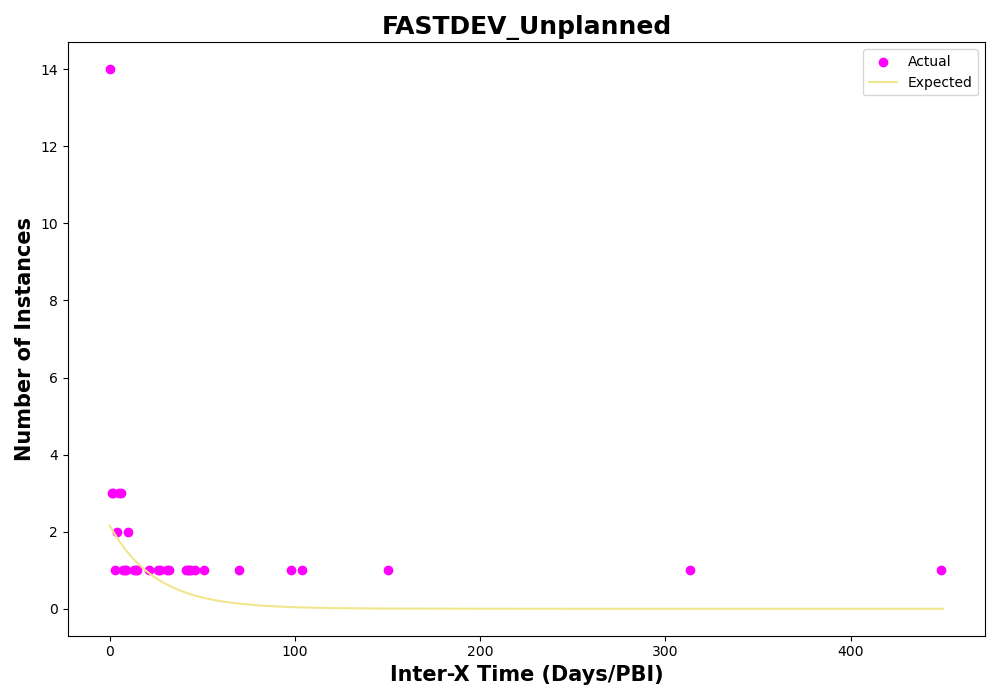 FASTDEV_Unplanned
Actual
Expected
14
12
10
8
6
4
2
0
Number of Instances
0 100 200 300 400
Inter-X Time (Days/PBI)